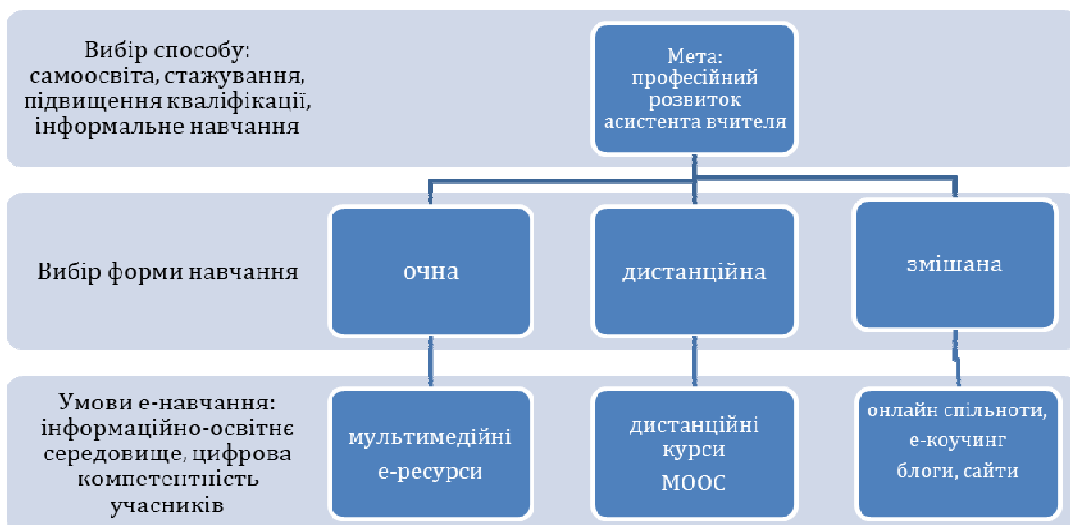 Вибір способу:
самоосвіта, стажування,
підвищення кваліфікації,
інформальне навчання
Мета:
професійний
розвиток
асистента вчителя
Вибір форми навчання
очна
дистанційна
змішана
Умови е-навчання:
інформаційно-освітнє
середовище, цифрова
компетентність
учасників
мультимедійні
е-ресурси
дистанційні
курси
МООС
онлайн спільноти,
е-коучинг
блоги, сайти